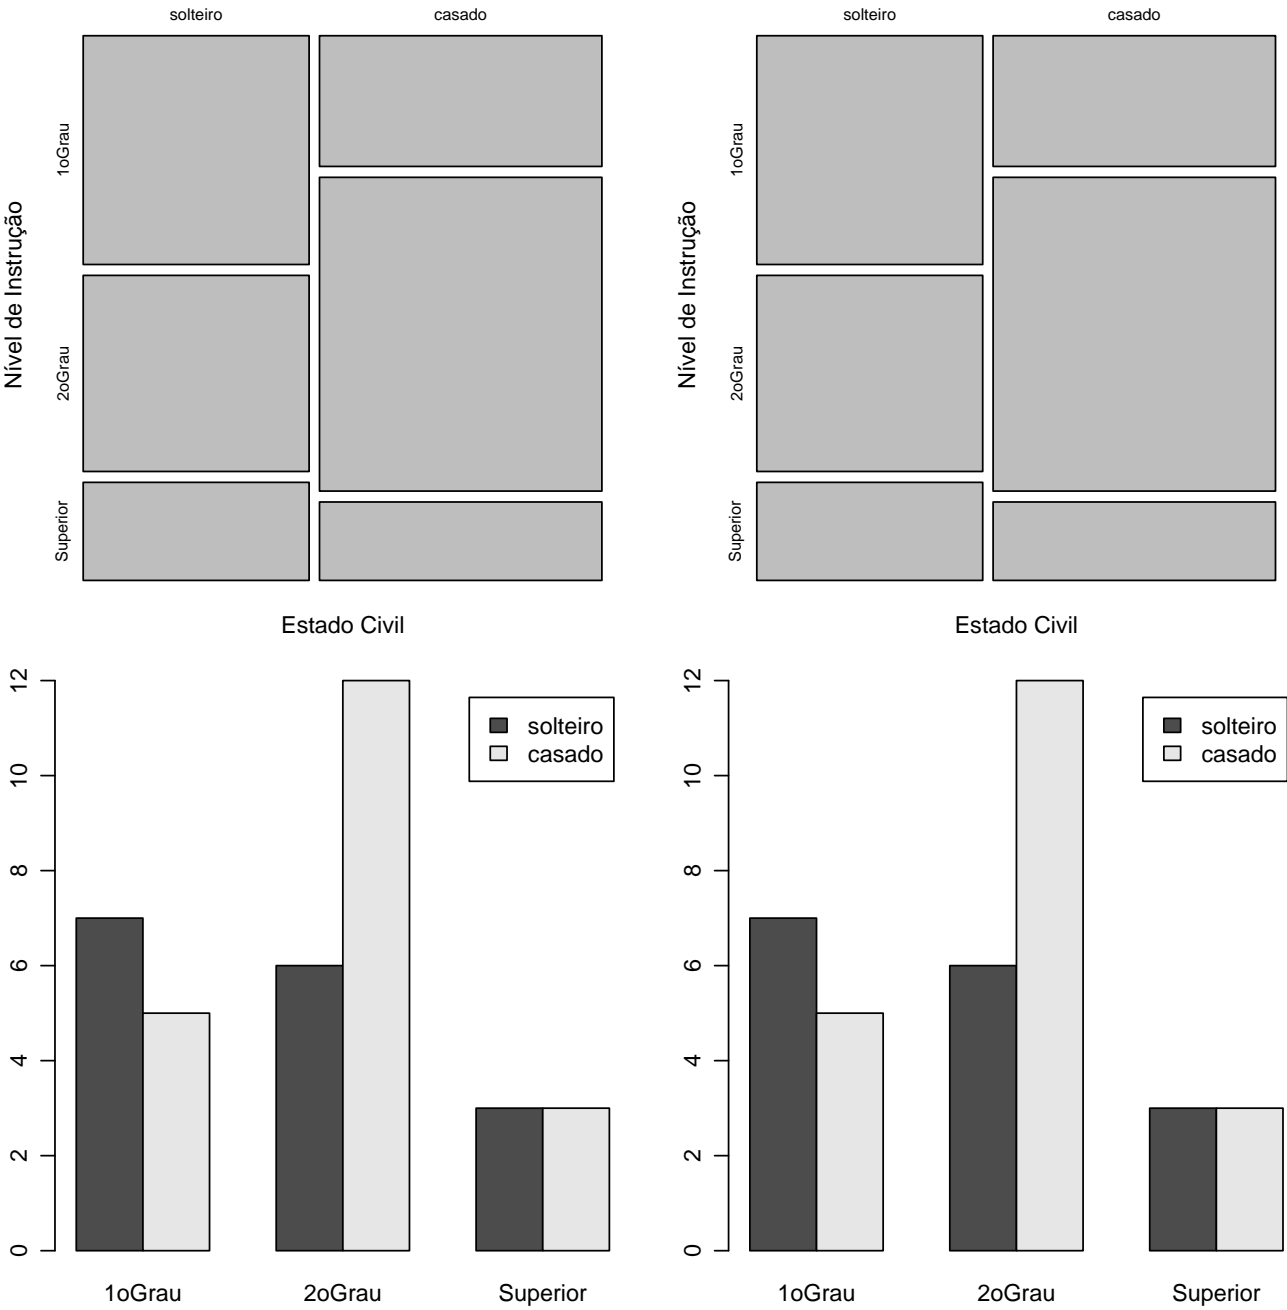 solteiro casado
1oGrau
2oGrau
Superior
Nível de Instrução
Estado Civil
solteiro casado
1oGrau
2oGrau
Superior
Nível de Instrução
Estado Civil
12
10
8
6
4
2
0
solteiro
casado
1oGrau 2oGrau Superior
12
10
8
6
4
2
0
solteiro
casado
1oGrau 2oGrau Superior